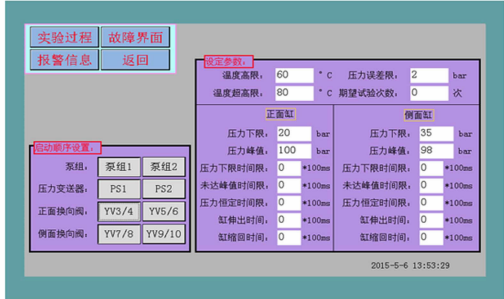 实验过程 故障界面
报警信息 返回
设定参数：
温度高限： 60 °C 压力误差限： 2 bar
温度超高限： 80 °C 期望试验次数： 0 次
正面缸 侧面缸
压力下限： 20 bar 压力下限： 35 bar
压力峰值： 100 bar 压力峰值： 98 bar
启动顺序设置：
泵组： 泵组1 泵组2
压力下限时间限： 0 *100ms 压力下限时间限： 0 *100ms
压力变送器： PS1 PS2
未达峰值时间限： 0 *100ms 未达峰值时间限： 0 *100ms
正面换向阀： YV3/4 YV5/6
压力恒定时间限： 0 *100ms 压力恒定时间限： 0 *100ms
缸伸出时间： 0 *100ms 缸伸出时间： 0 *100ms
侧面换向阀： YV7/8 YV9/10
缸缩回时间： 0 *100ms 缸缩回时间： 0 *100ms
2015-5-6 13:53:29